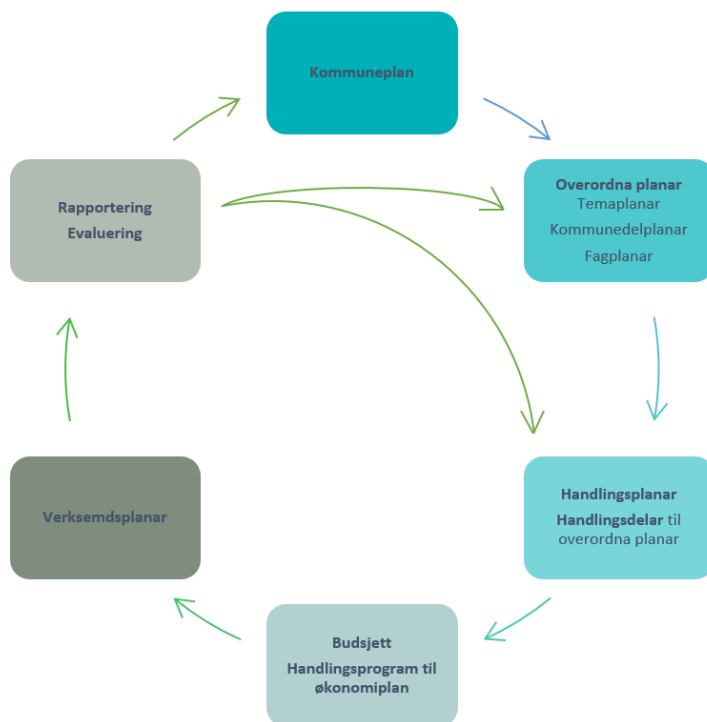 Kommuneplan
Overordna planar
Temaplanar
Kommunedelplanar
Fagplanar
Handlingsplanar
Handlingsdelar til
overordna planar
Budsjett
Handlingsprogram til
økonomiplan
Verksemdsplanar
Rapportering
Evaluering